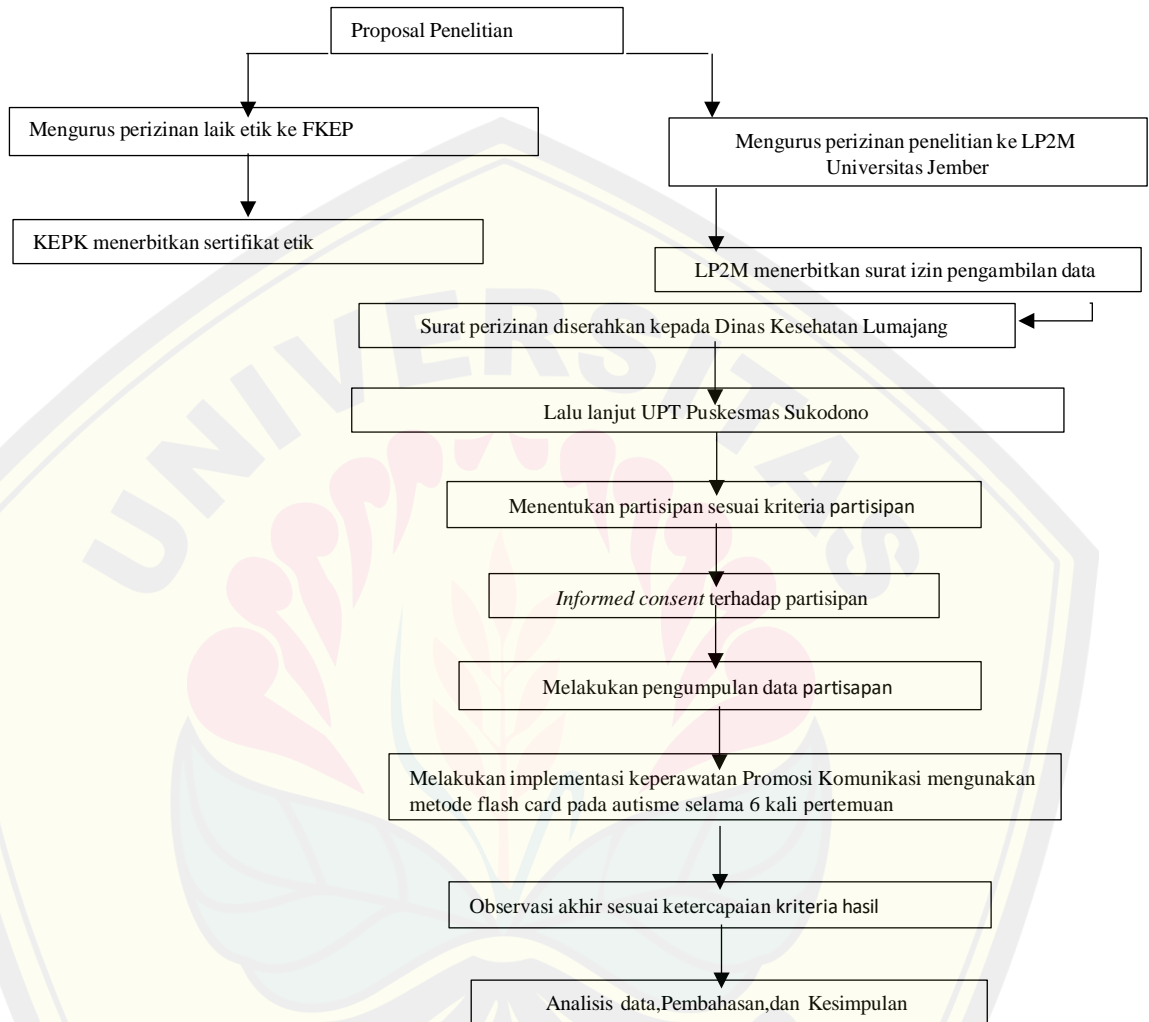 Proposal Penelitian
Mengurus perizinan laik etik ke FKEP
Mengurus perizinan penelitian ke LP2M
Universitas Jember
KEPK menerbitkan sertifikat etik
LP2M menerbitkan surat izin pengambilan data
Surat perizinan diserahkan kepada Dinas Kesehatan Lumajang
Lalu lanjut UPT Puskesmas Sukodono
Menentukan partisipan sesuai kriteria partisipan
Informed consent terhadap partisipan
Melakukan pengumpulan data partisapan
Melakukan implementasi keperawatan Promosi Komunikasi mengunakan
metode flash card pada autisme selama 6 kali pertemuan
Observasi akhir sesuai ketercapaian kriteria hasil
Analisis data,Pembahasan,dan Kesimpulan
UNIVERSITAS